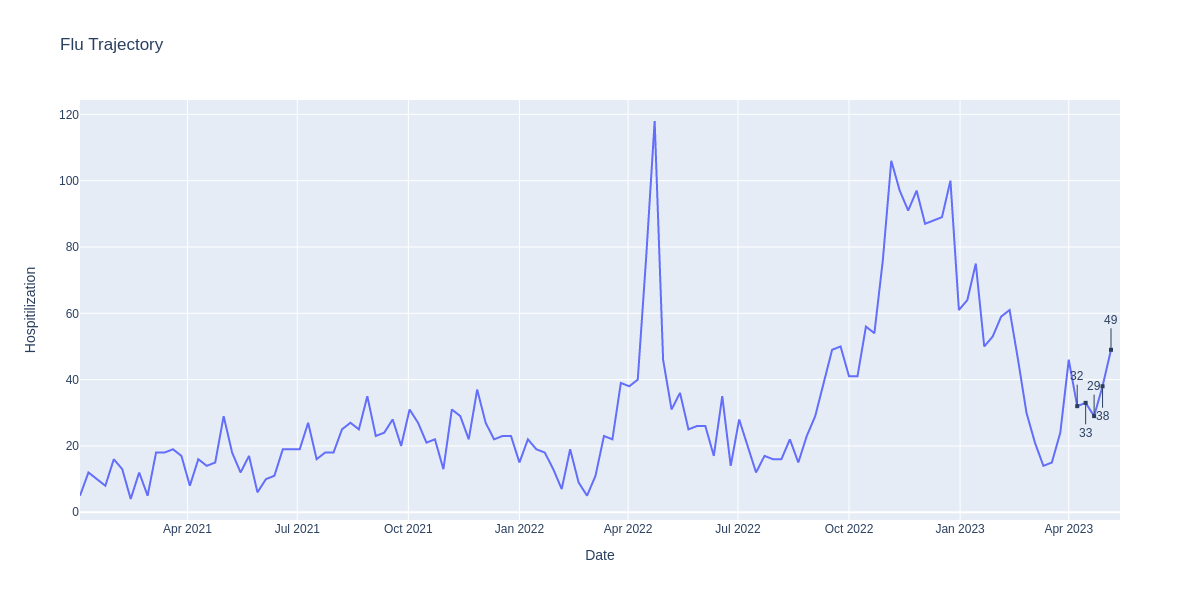 Flu Trajectory
Hospitilization
120
100
80
60
40
20
0
32
33
29
38
49
Apr 2021
Jul 2021
Oct 2021
Jan 2022
Apr 2022
Jul 2022
Oct 2022
Jan 2023
Apr 2023
Date